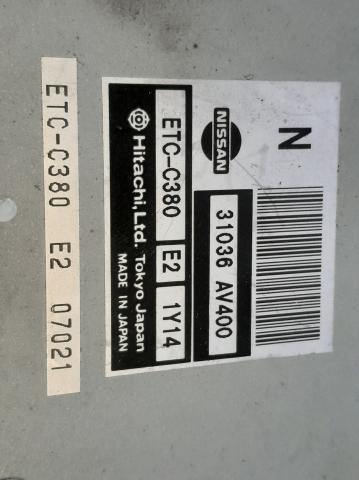 N
NISSAN
31036 AV400
ETC-C380 E2 1Y14
Hitachi, Ltd. Tokyo Japan
MADE IN JAPAN
ETC-C380 E2 07021